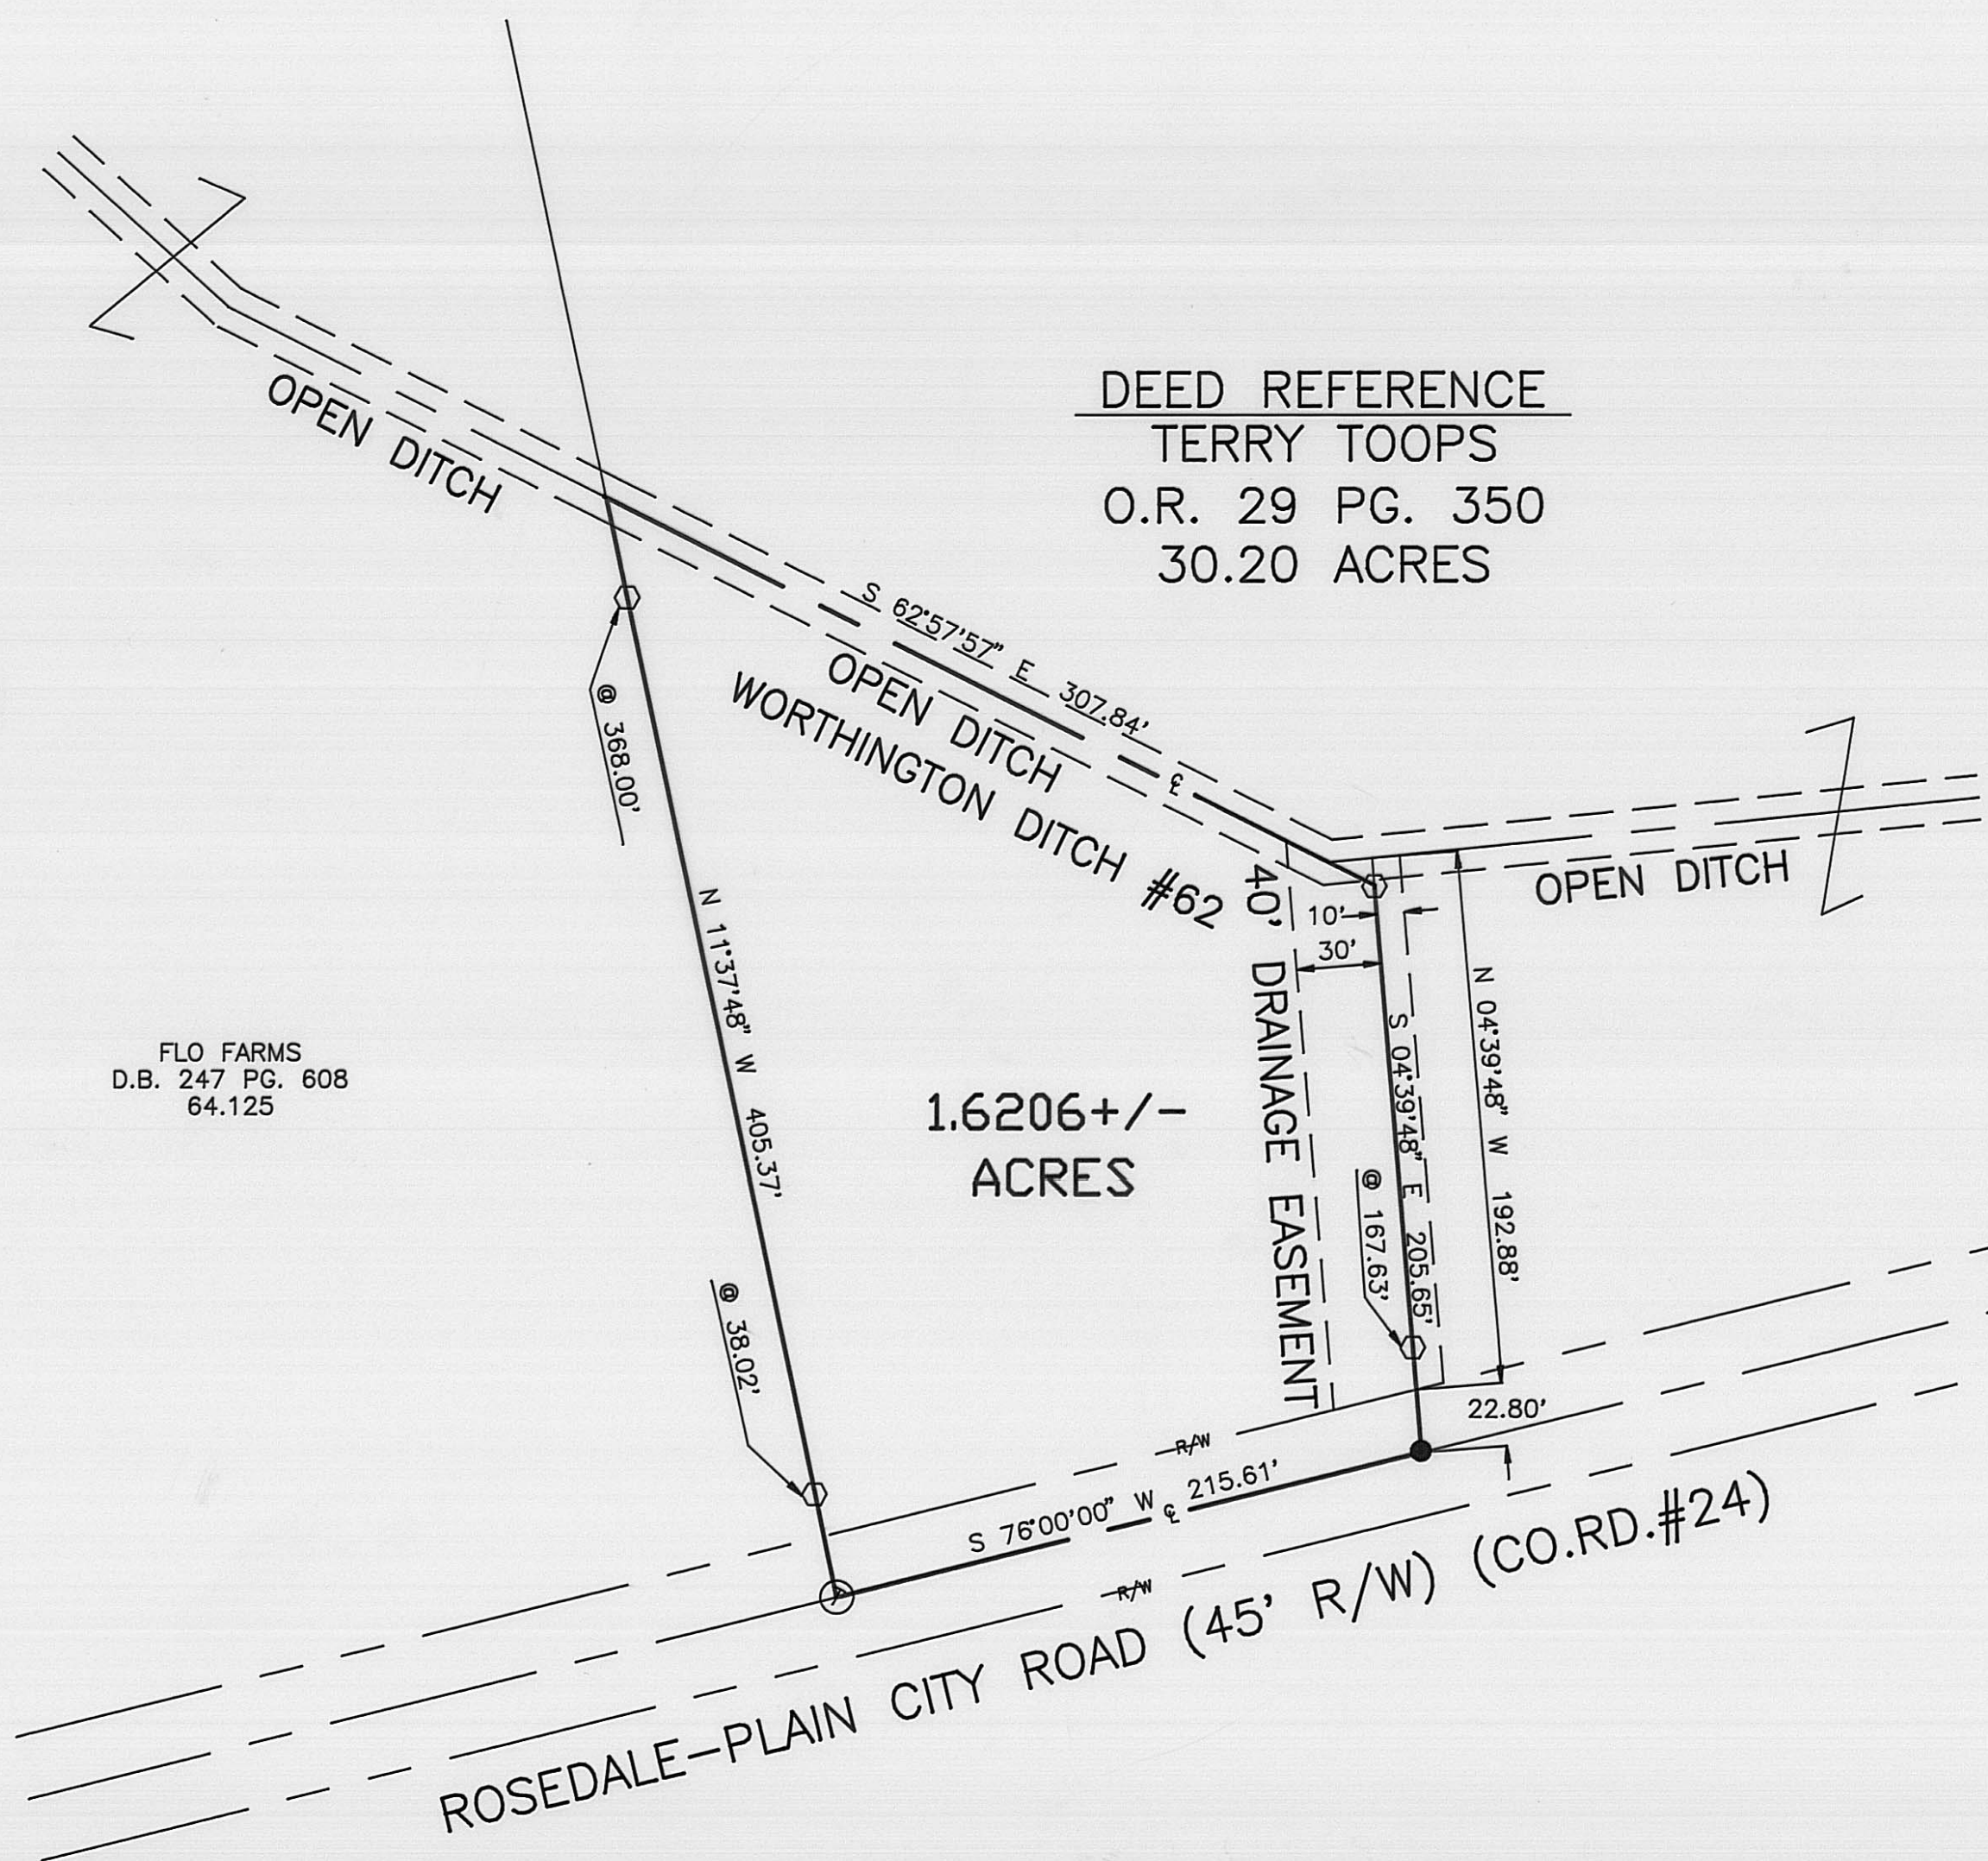 DEED REFERENCE
TERRY TOOPS
O.R. 29 PG. 350
30.20 ACRES
OPEN DITCH
S 62°57'57" E 307.84'
OPEN DITCH
WORTHINGTON DITCH #62
℄
OPEN DITCH
@ 368.00'
N 11°37'48" W 405.37'
@ 38.02'
FLO FARMS
D.B. 247 PG. 608
64.125
1.6206+/-
ACRES
40' DRAINAGE EASEMENT
10'
30'
S 04°39'48" E 205.65'
@ 167.63'
N 04°39'48" W 192.88'
22.80'
R/W
S 76°00'00" W ℄ 215.61'
R/W
ROSEDALE-PLAIN CITY ROAD (45' R/W) (CO.RD.#24)